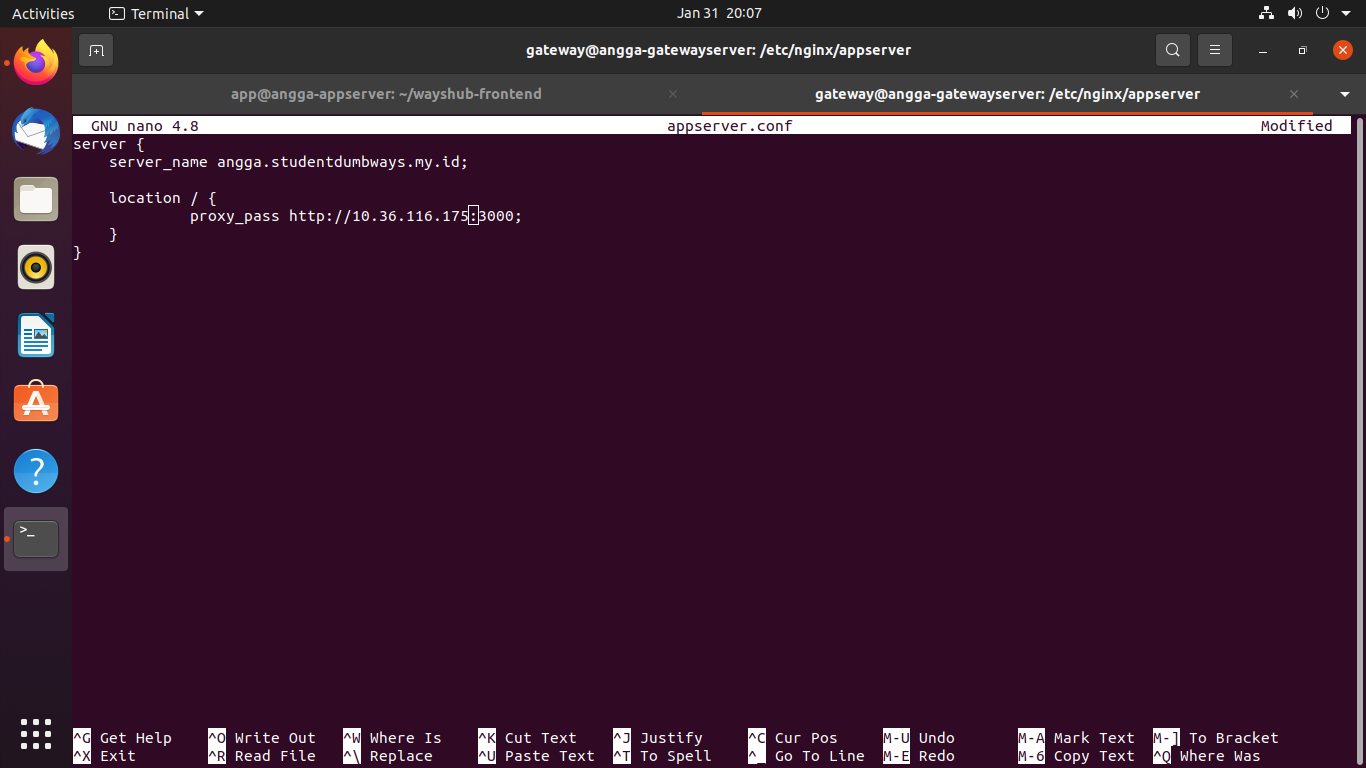 Activities Terminal Jan 31 20:07
gateway@angga-gatewayserver: /etc/nginx/appserver
app@angga-appserver: ~/wayshub-frontend gateway@angga-gatewayserver: /etc/nginx/appserver
GNU nano 4.8 appserver.conf Modified
server {
    server_name angga.studentdumbways.my.id;
    location / {
             proxy_pass http://10.36.116.175:3000;
    }
}
^G Get Help ^O Write Out ^W Where Is ^K Cut Text ^J Justify ^C Cur Pos M-U Undo M-A Mark Text M-] To Bracket
^X Exit ^R Read File ^\ Replace ^U Paste Text ^T To Spell ^_ Go To Line M-E Redo M-6 Copy Text ^Q Where Was